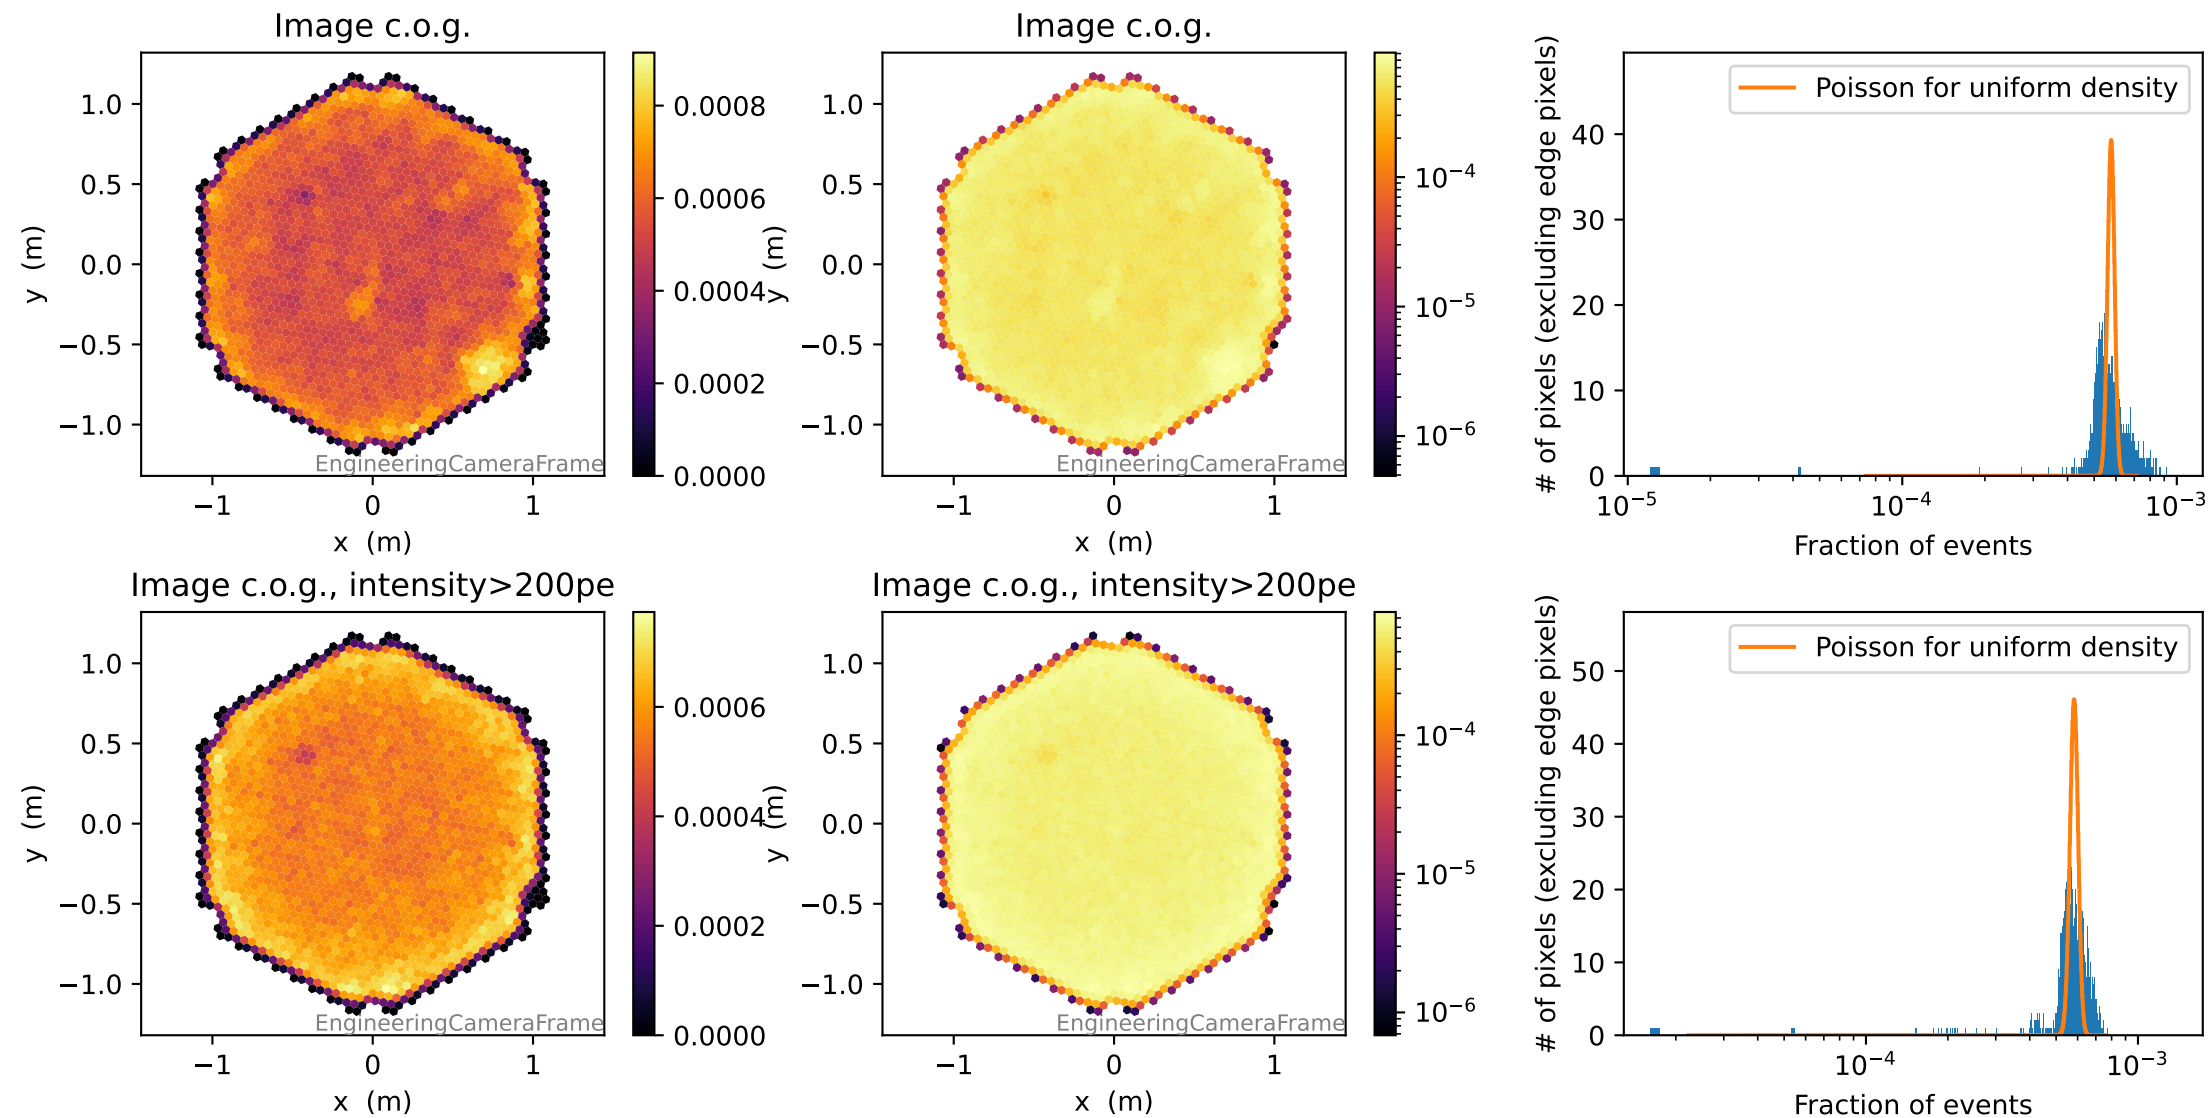 Image c.o.g.
1.0
0.5
0.0
−0.5
−1.0
y (m)
−1
0
1
x (m)
EngineeringCameraFrame
0.0008
0.0006
0.0004
0.0002
0.0000
Image c.o.g.
1.0
0.5
0.0
−0.5
−1.0
y (m)
−1
0
1
x (m)
EngineeringCameraFrame
10⁻⁴
10⁻⁵
10⁻⁶
Poisson for uniform density
# of pixels (excluding edge pixels)
40
30
20
10
0
10⁻⁵
10⁻⁴
10⁻³
Fraction of events
Image c.o.g., intensity>200pe
1.0
0.5
0.0
−0.5
−1.0
y (m)
−1
0
1
x (m)
EngineeringCameraFrame
0.0006
0.0004
0.0002
0.0000
Image c.o.g., intensity>200pe
1.0
0.5
0.0
−0.5
−1.0
y (m)
−1
0
1
x (m)
EngineeringCameraFrame
10⁻⁴
10⁻⁵
10⁻⁶
Poisson for uniform density
# of pixels (excluding edge pixels)
50
40
30
20
10
0
10⁻⁴
10⁻³
Fraction of events